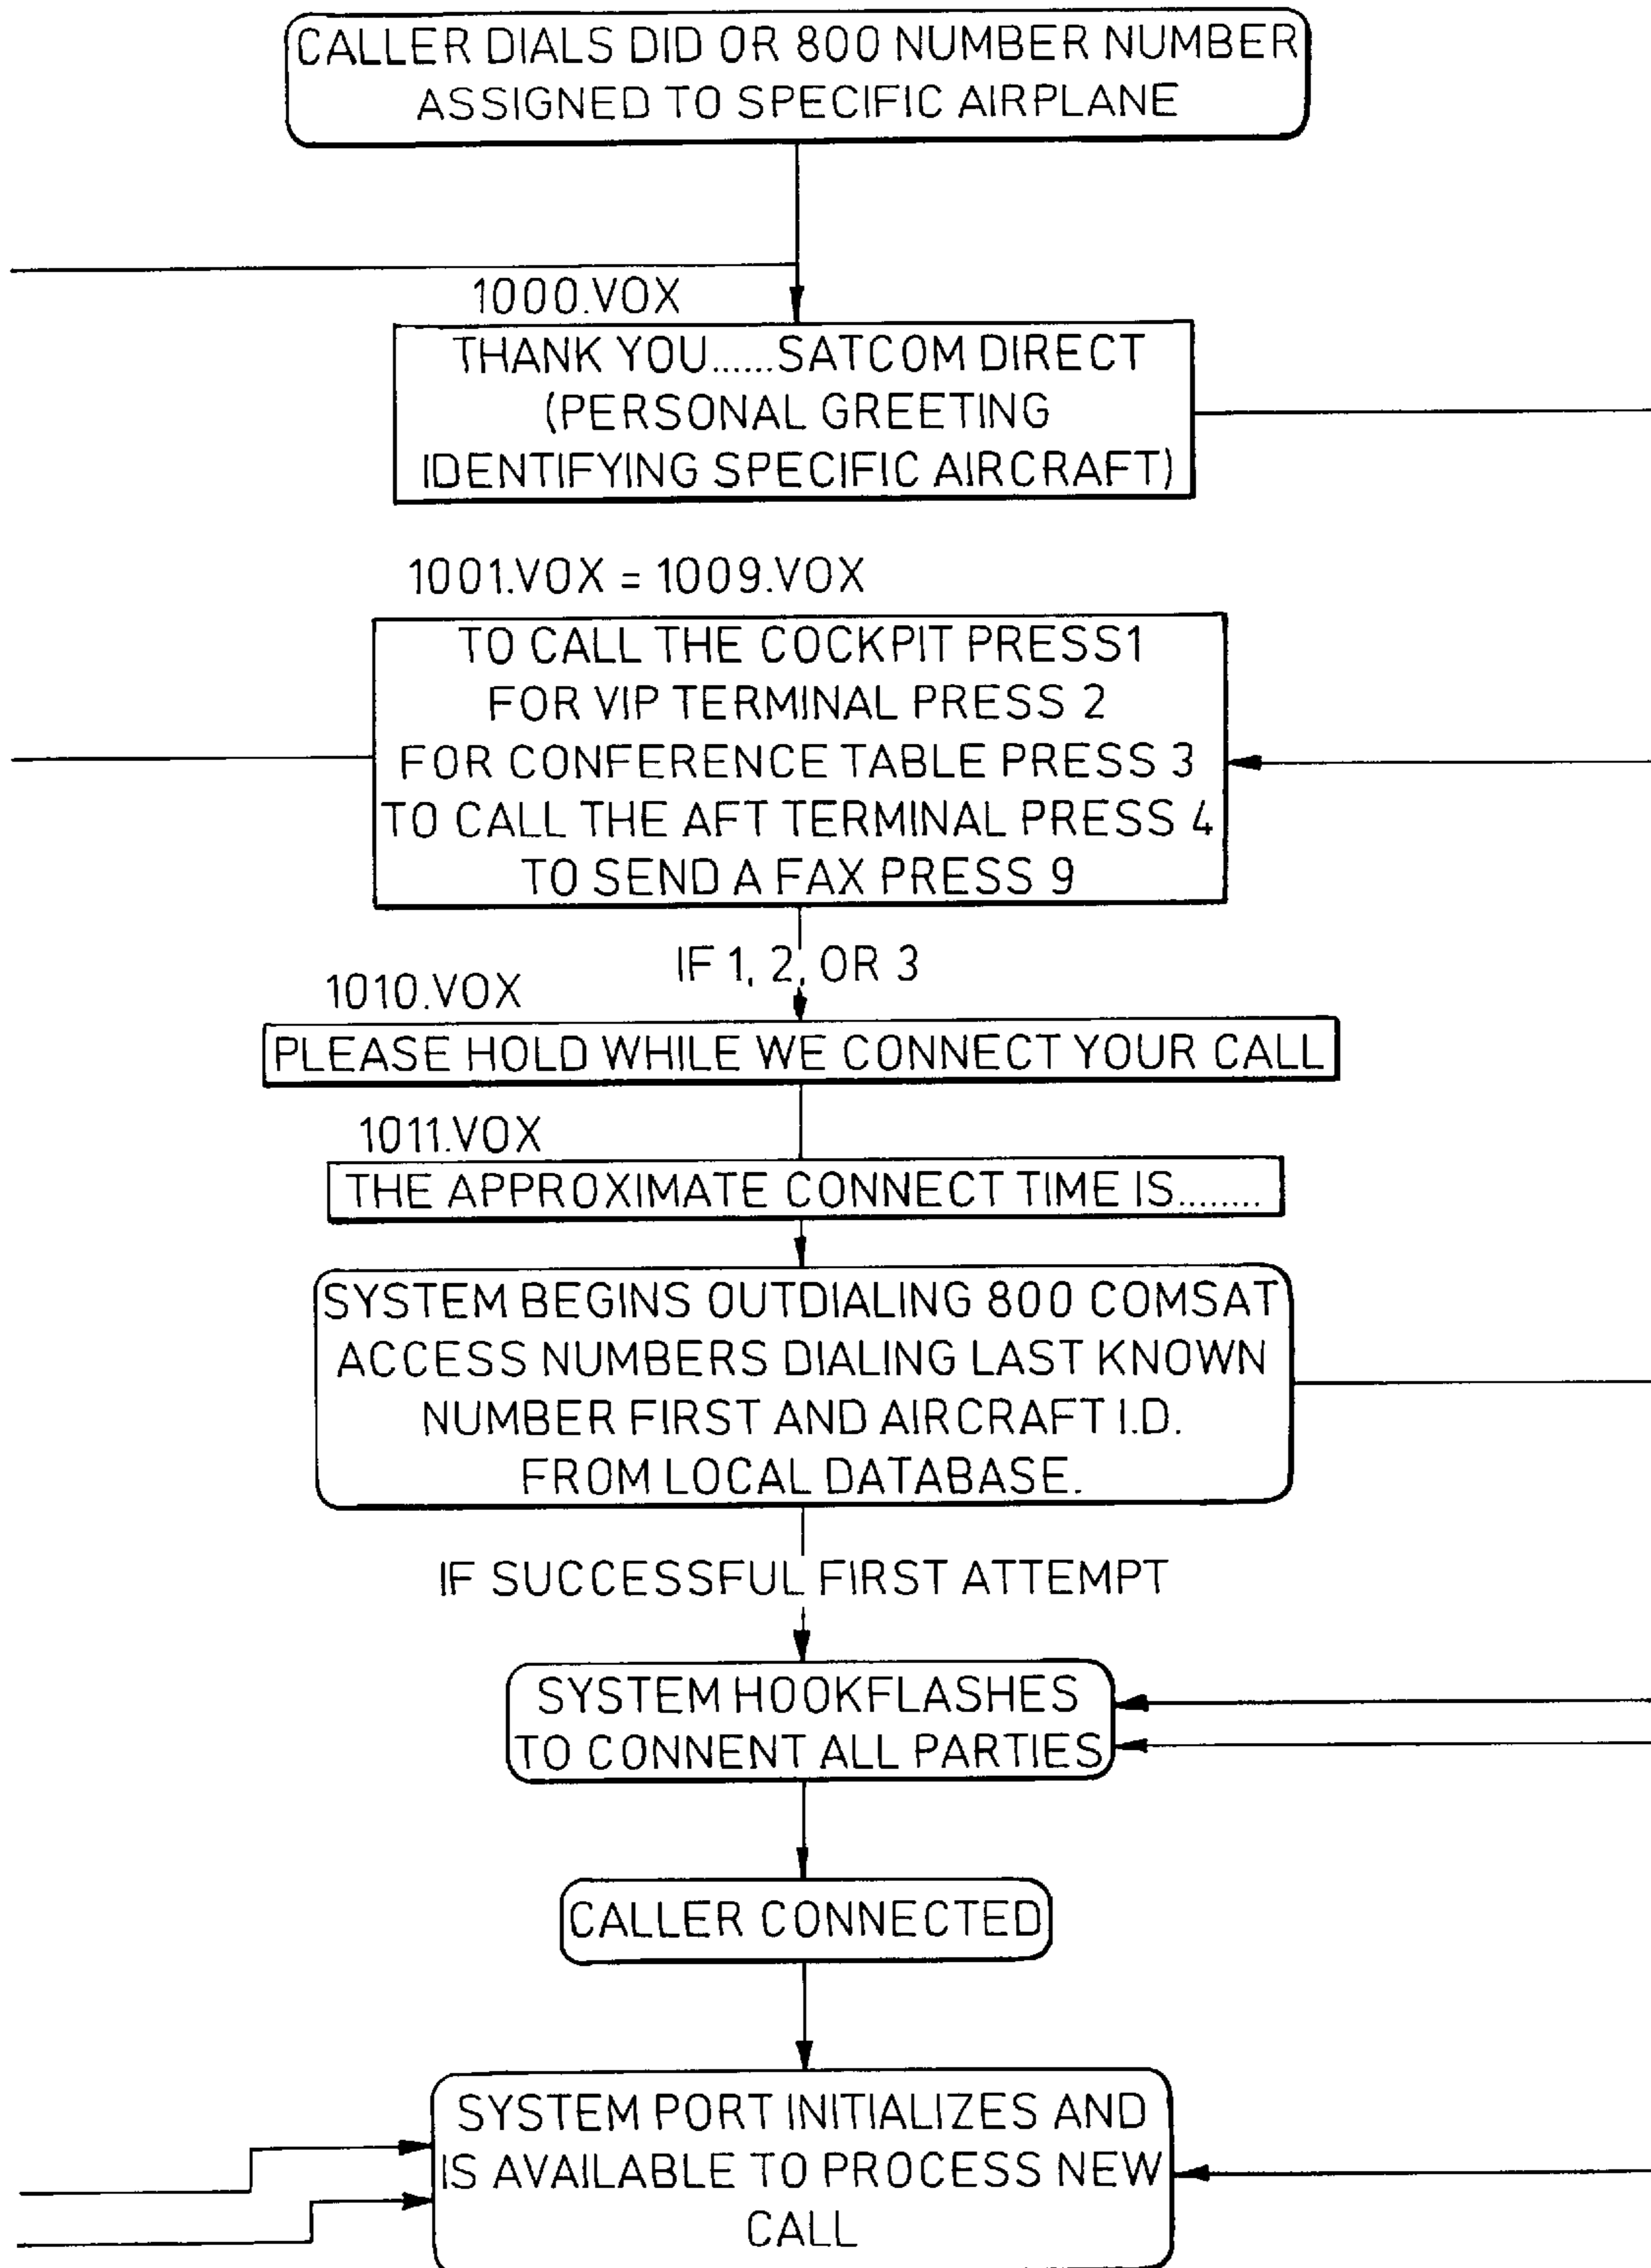 CALLER DIALS DID OR 800 NUMBER NUMBER
ASSIGNED TO SPECIFIC AIRPLANE
1000.VOX
THANK YOU......SATCOM DIRECT
(PERSONAL GREETING
IDENTIFYING SPECIFIC AIRCRAFT)
1001.VOX = 1009.VOX
TO CALL THE COCKPIT PRESS1
FOR VIP TERMINAL PRESS 2
FOR CONFERENCE TABLE PRESS 3
TO CALL THE AFT TERMINAL PRESS 4
TO SEND A FAX PRESS 9
IF 1, 2, OR 3
1010.VOX
PLEASE HOLD WHILE WE CONNECT YOUR CALL
1011.VOX
THE APPROXIMATE CONNECT TIME IS........
SYSTEM BEGINS OUTDIALING 800 COMSAT
ACCESS NUMBERS DIALING LAST KNOWN
NUMBER FIRST AND AIRCRAFT I.D.
FROM LOCAL DATABASE.
IF SUCCESSFUL FIRST ATTEMPT
SYSTEM HOOKFLASHES
TO CONNENT ALL PARTIES
CALLER CONNECTED
SYSTEM PORT INITIALIZES AND
IS AVAILABLE TO PROCESS NEW
CALL